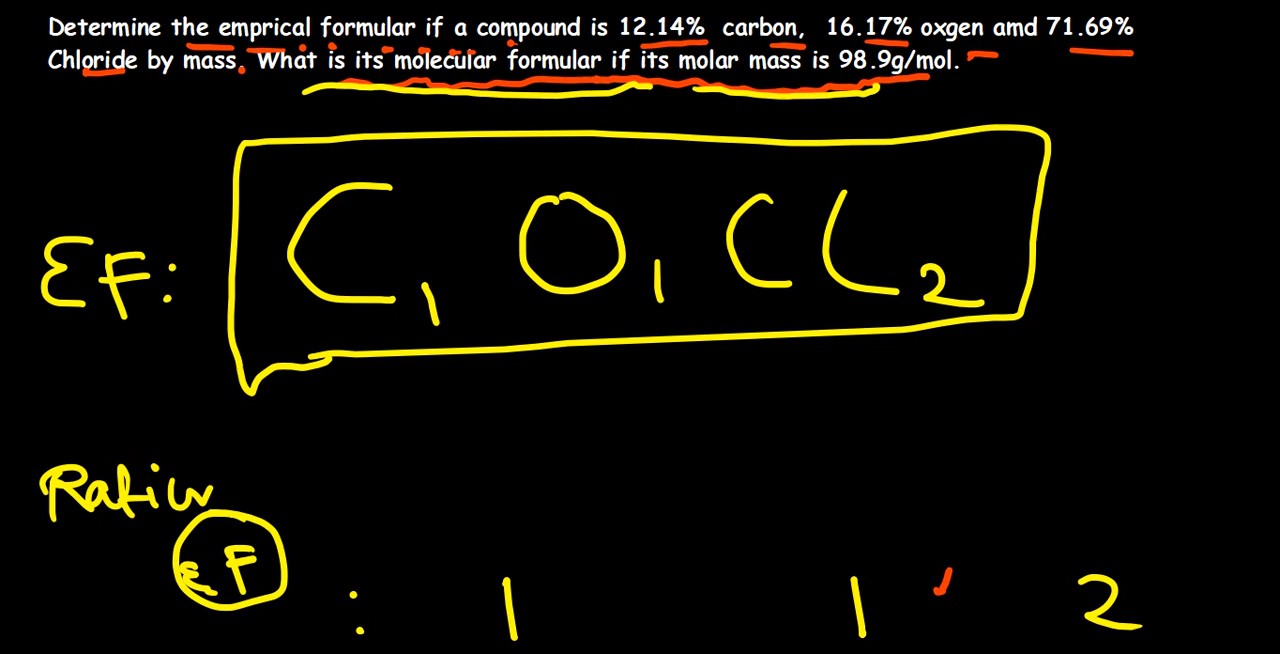 Determine the emprical formular if a compound is 12.14% carbon, 16.17% oxgen amd 71.69%
Chloride by mass. What is its molecular formular if its molar mass is 98.9g/mol.
EF: C₁ O₁ Cl₂
Ratio
EF : 1 1 2